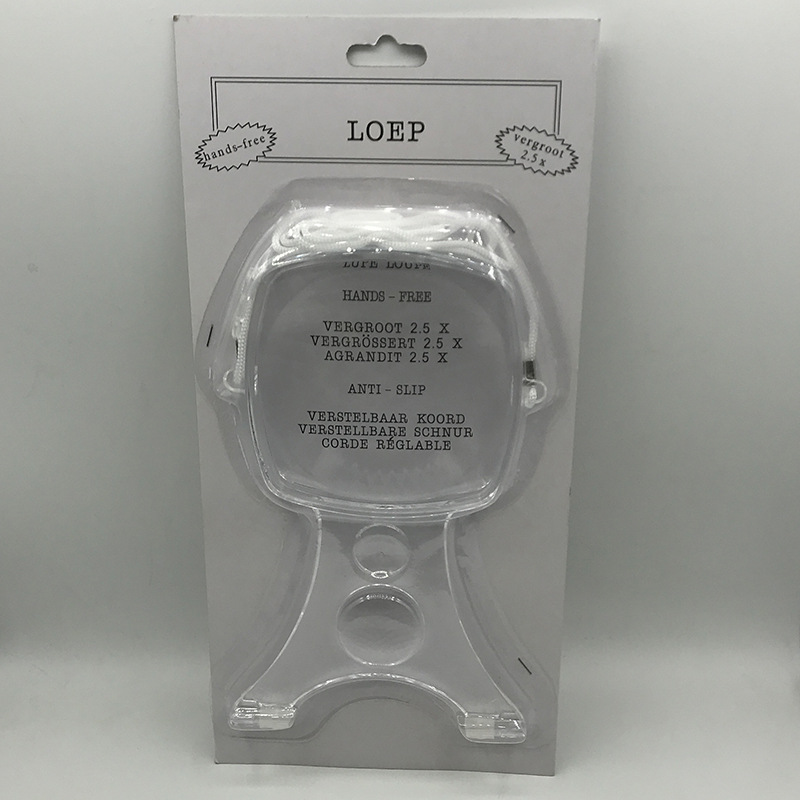 LOEP
hands-free
vergroot
2.5 x
LUPE LOUPE
HANDS - FREE
VERGROOT 2.5 X
VERGRÖSSERT 2.5 X
AGRANDIT 2.5 X
ANTI - SLIP
VERSTELBAAR KOORD
VERSTELLBARE SCHNUR
CORDE RÉGLABLE